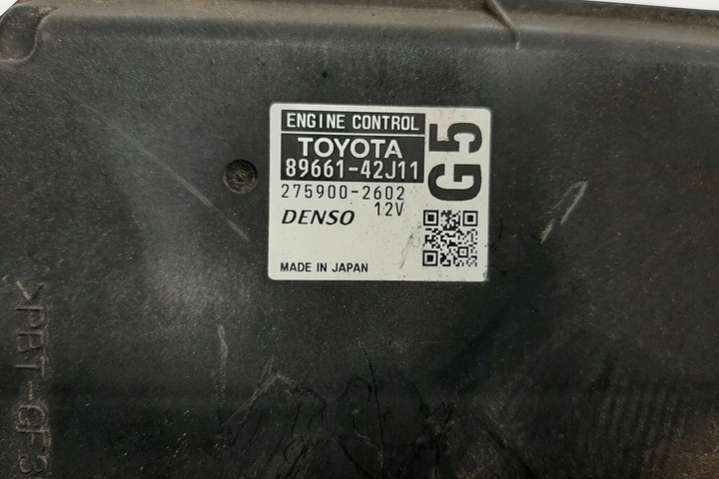 ENGINE CONTROL
TOYOTA
89661-42J11
G5
275900-2602
12V
DENSO
MADE IN JAPAN
>PBT-GF3